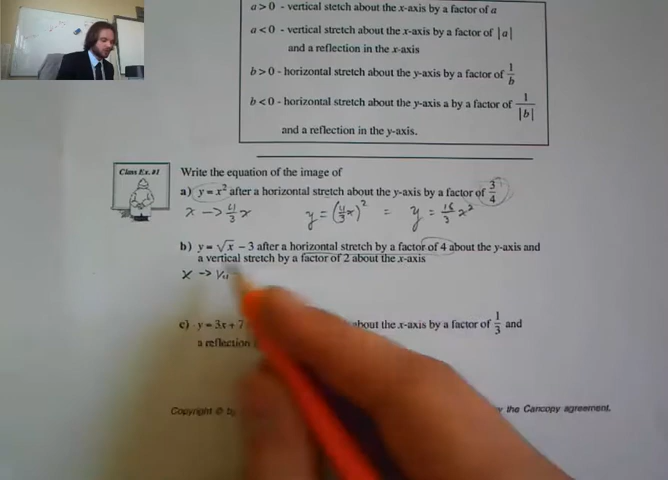 a > 0 - vertical stetch about the x-axis by a factor of a
a < 0 - vertical stretch about the x-axis by a factor of |a|
and a reflection in the x-axis
b > 0 - horizontal stretch about the y-axis by a factor of 1/b
b < 0 - horizontal stretch about the y-axis a by a factor of 1/|b|
and a reflection in the y-axis.
Class Ex. #1
Write the equation of the image of
a) y = x² after a horizontal stretch about the y-axis by a factor of 3/4
x → 4/3 x y = (4/3 x)² = y = 16/3 x²
b) y = √x − 3 after a horizontal stretch by a factor of 4 about the y-axis and
a vertical stretch by a factor of 2 about the x-axis
x → 1/4
c) y = 3x + 7 about the x-axis by a factor of 1/3 and
a reflection
Copyright © by the Cancopy agreement.